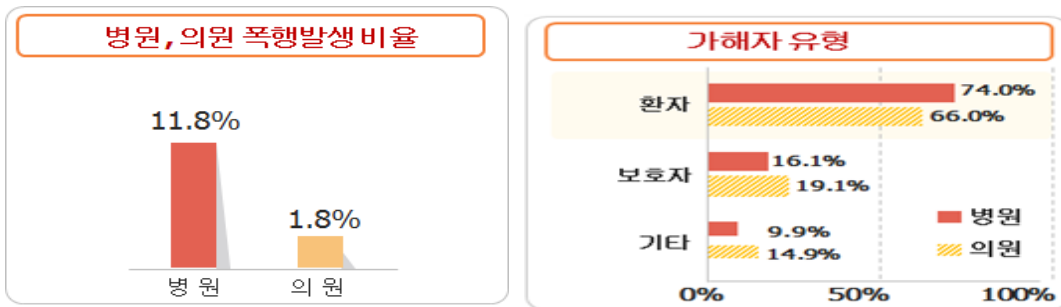 병원,의원 폭행발생 비율
11.8%
1.8%
병 원
의 원
가해자 유형
환자
74.0%
66.0%
보호자
16.1%
19.1%
기타
9.9%
14.9%
병원
의원
0%
50%
100%